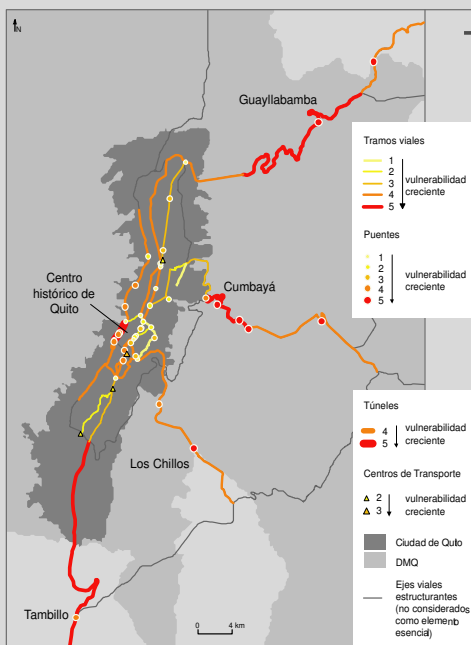 N
Guayllabamba
Tramos viales
1
2
3
4
5
vulnerabilidad
creciente
Puentes
1
2
3
4
5
vulnerabilidad
creciente
Centro
histórico de
Quito
Cumbayá
Túneles
4
5
vulnerabilidad
creciente
Los Chillos
Centros de Transporte
2
3
vulnerabilidad
creciente
Ciudad de Quito
DMQ
Ejes viales
estructurantes
(no considerados
como elemento
esencial)
Tambillo
0 4 km